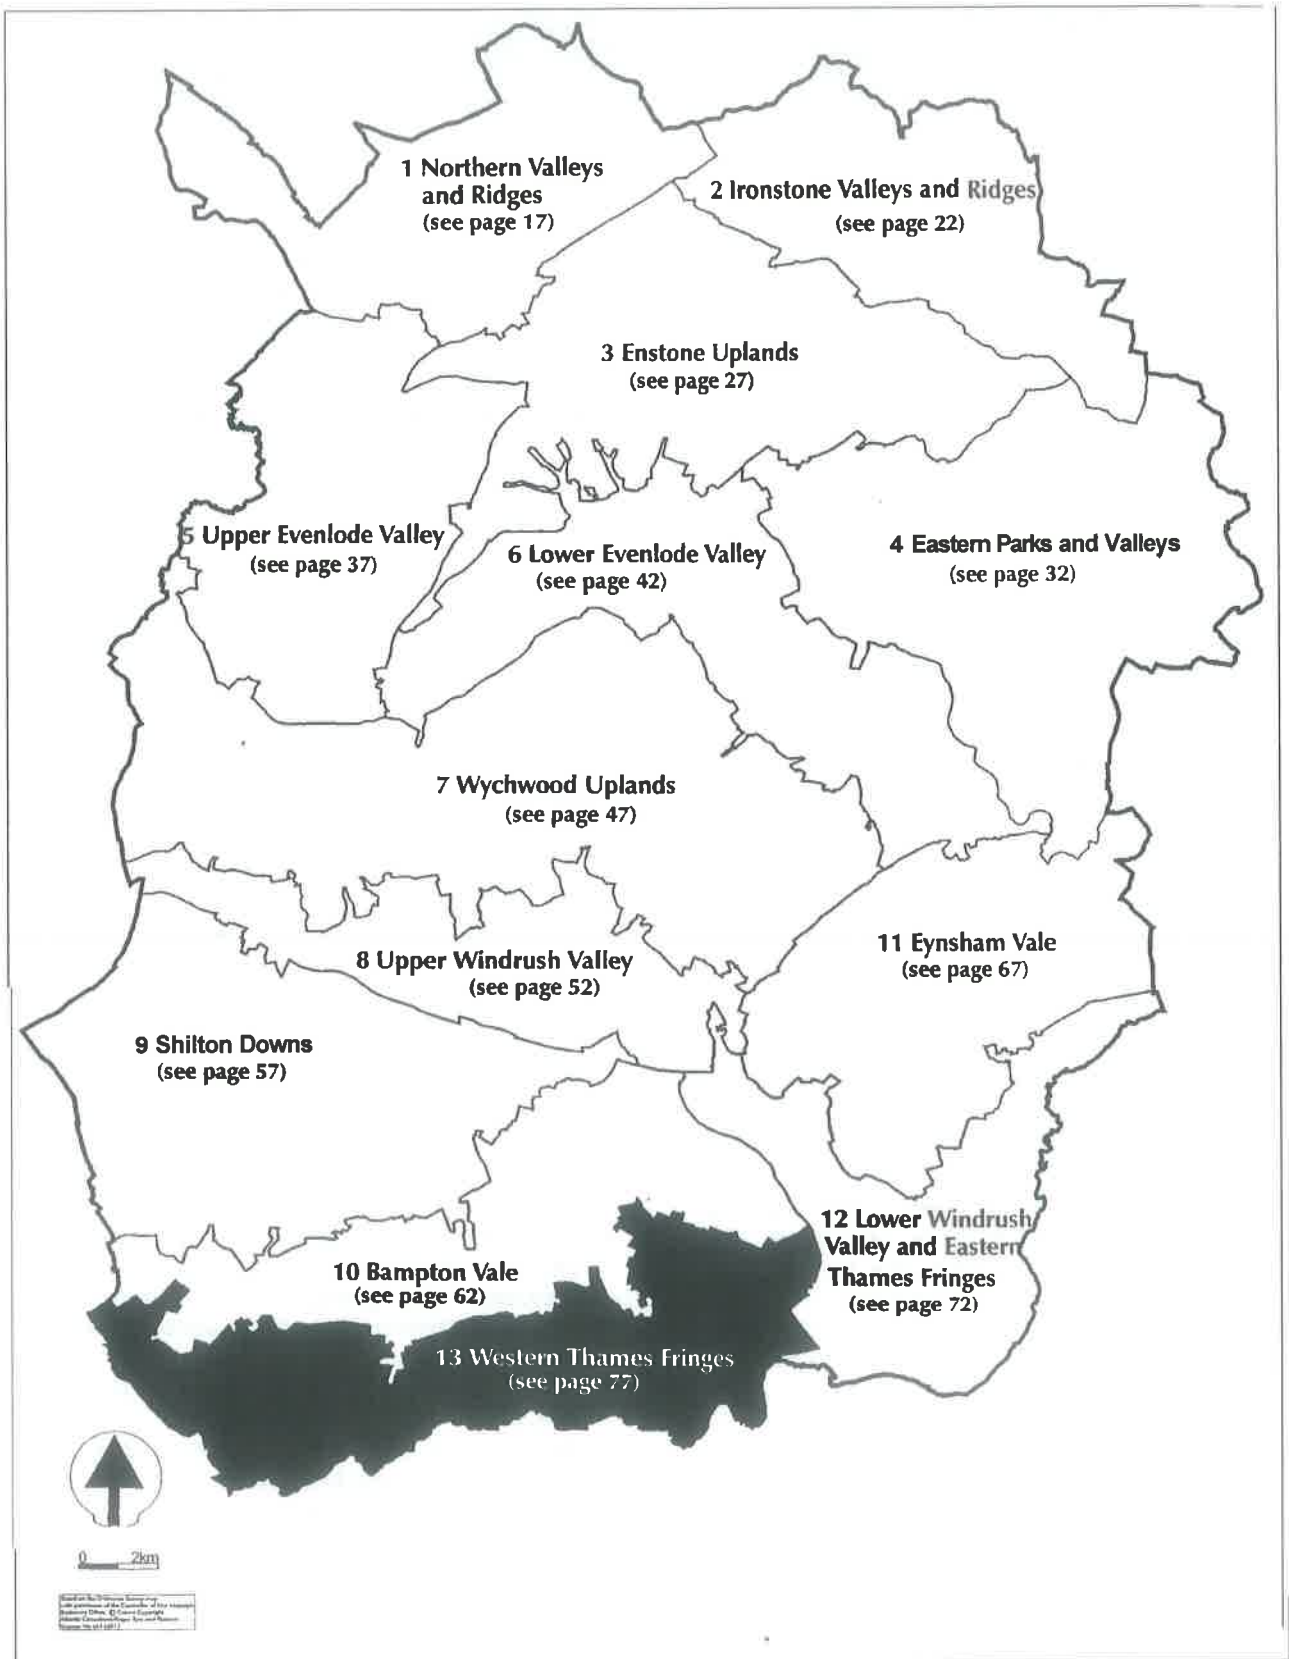 1 Northern Valleys
and Ridges
(see page 17)
2 Ironstone Valleys and Ridges
(see page 22)
3 Enstone Uplands
(see page 27)
4 Eastern Parks and Valleys
(see page 32)
5 Upper Evenlode Valley
(see page 37)
6 Lower Evenlode Valley
(see page 42)
7 Wychwood Uplands
(see page 47)
8 Upper Windrush Valley
(see page 52)
9 Shilton Downs
(see page 57)
10 Bampton Vale
(see page 62)
11 Eynsham Vale
(see page 67)
12 Lower Windrush
Valley and Eastern
Thames Fringes
(see page 72)
13 Western Thames Fringes
(see page 77)
0 2km